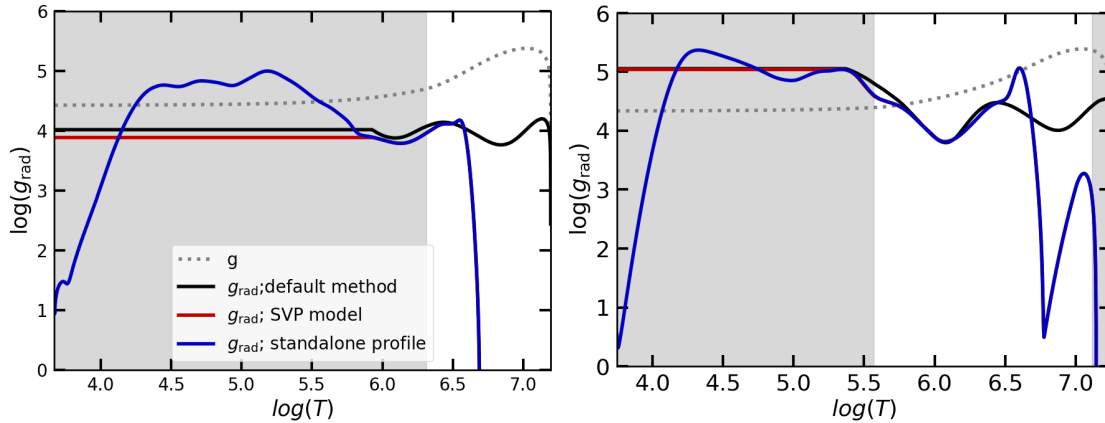 6
5
4
3
2
1
0
log(g_rad)
4.0 4.5 5.0 5.5 6.0 6.5 7.0
log(T)
g
g_rad;default method
g_rad; SVP model
g_rad; standalone profile
6
5
4
3
2
1
0
log(g_rad)
4.0 4.5 5.0 5.5 6.0 6.5 7.0
log(T)